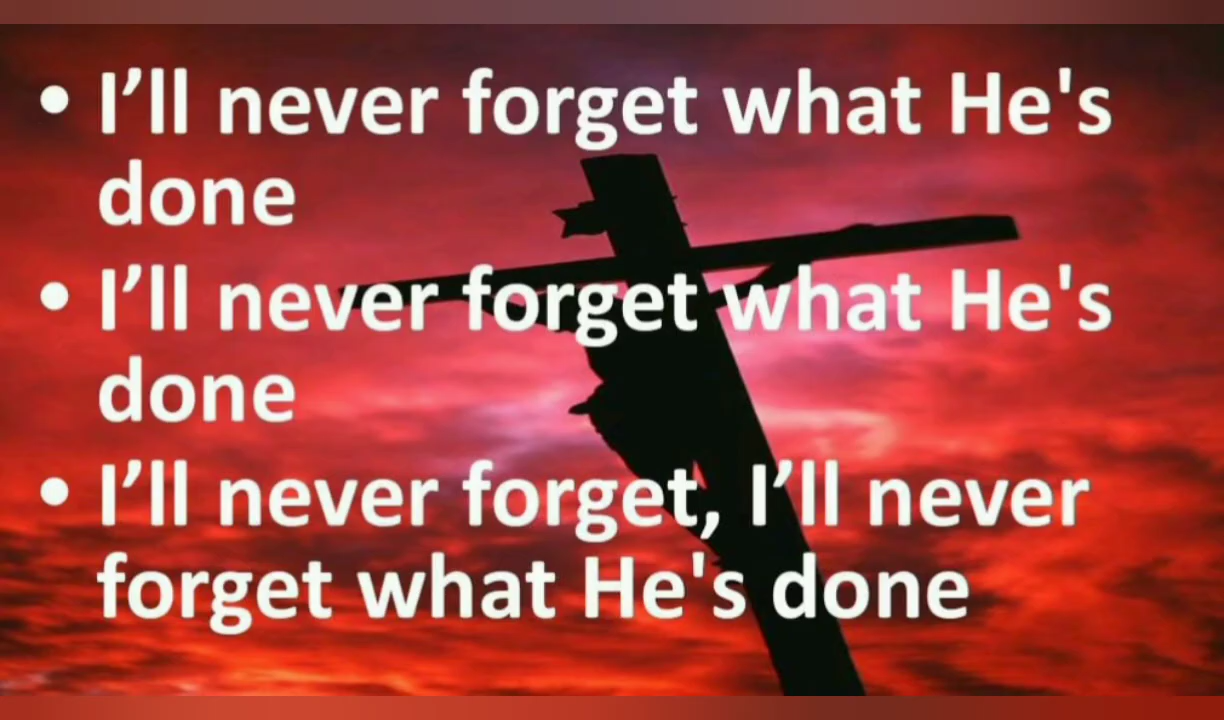 • I’ll never forget what He's
done
• I’ll never forget what He's
done
• I’ll never forget, I’ll never
forget what He's done